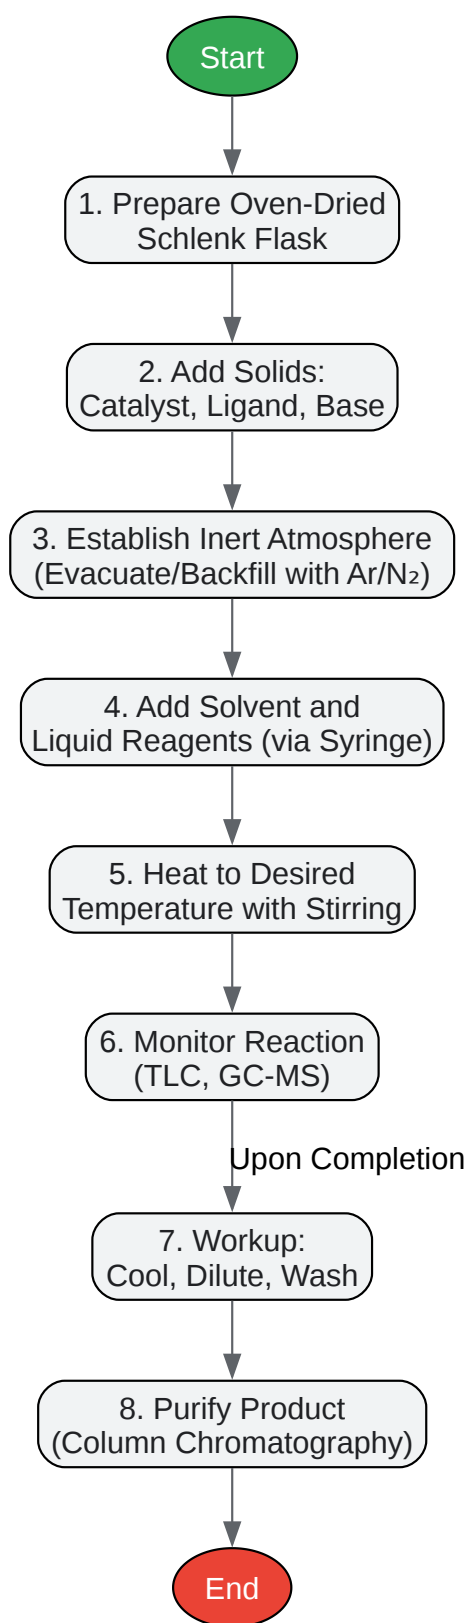 Start
1. Prepare Oven-Dried
Schlenk Flask
2. Add Solids:
Catalyst, Ligand, Base
3. Establish Inert Atmosphere
(Evacuate/Backfill with Ar/N₂)
4. Add Solvent and
Liquid Reagents (via Syringe)
5. Heat to Desired
Temperature with Stirring
6. Monitor Reaction
(TLC, GC-MS)
Upon Completion
7. Workup:
Cool, Dilute, Wash
8. Purify Product
(Column Chromatography)
End